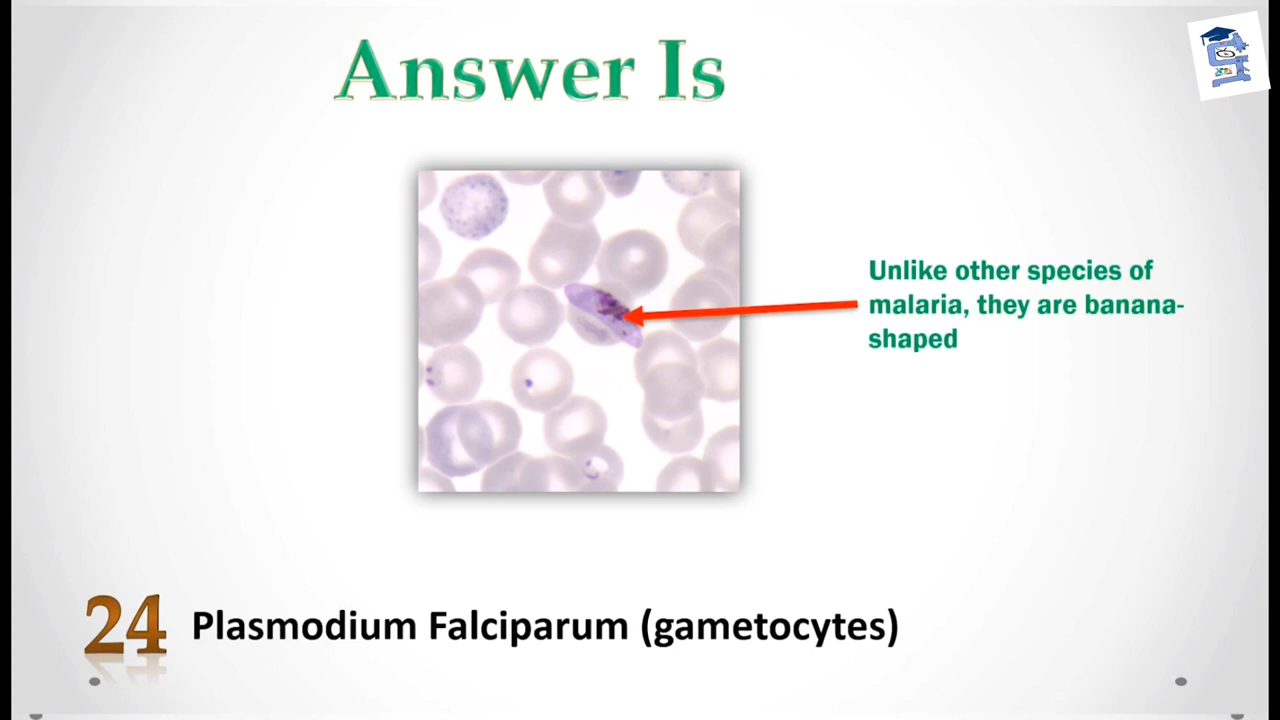 Answer Is
Unlike other species of
malaria, they are banana-
shaped
24 Plasmodium Falciparum (gametocytes)